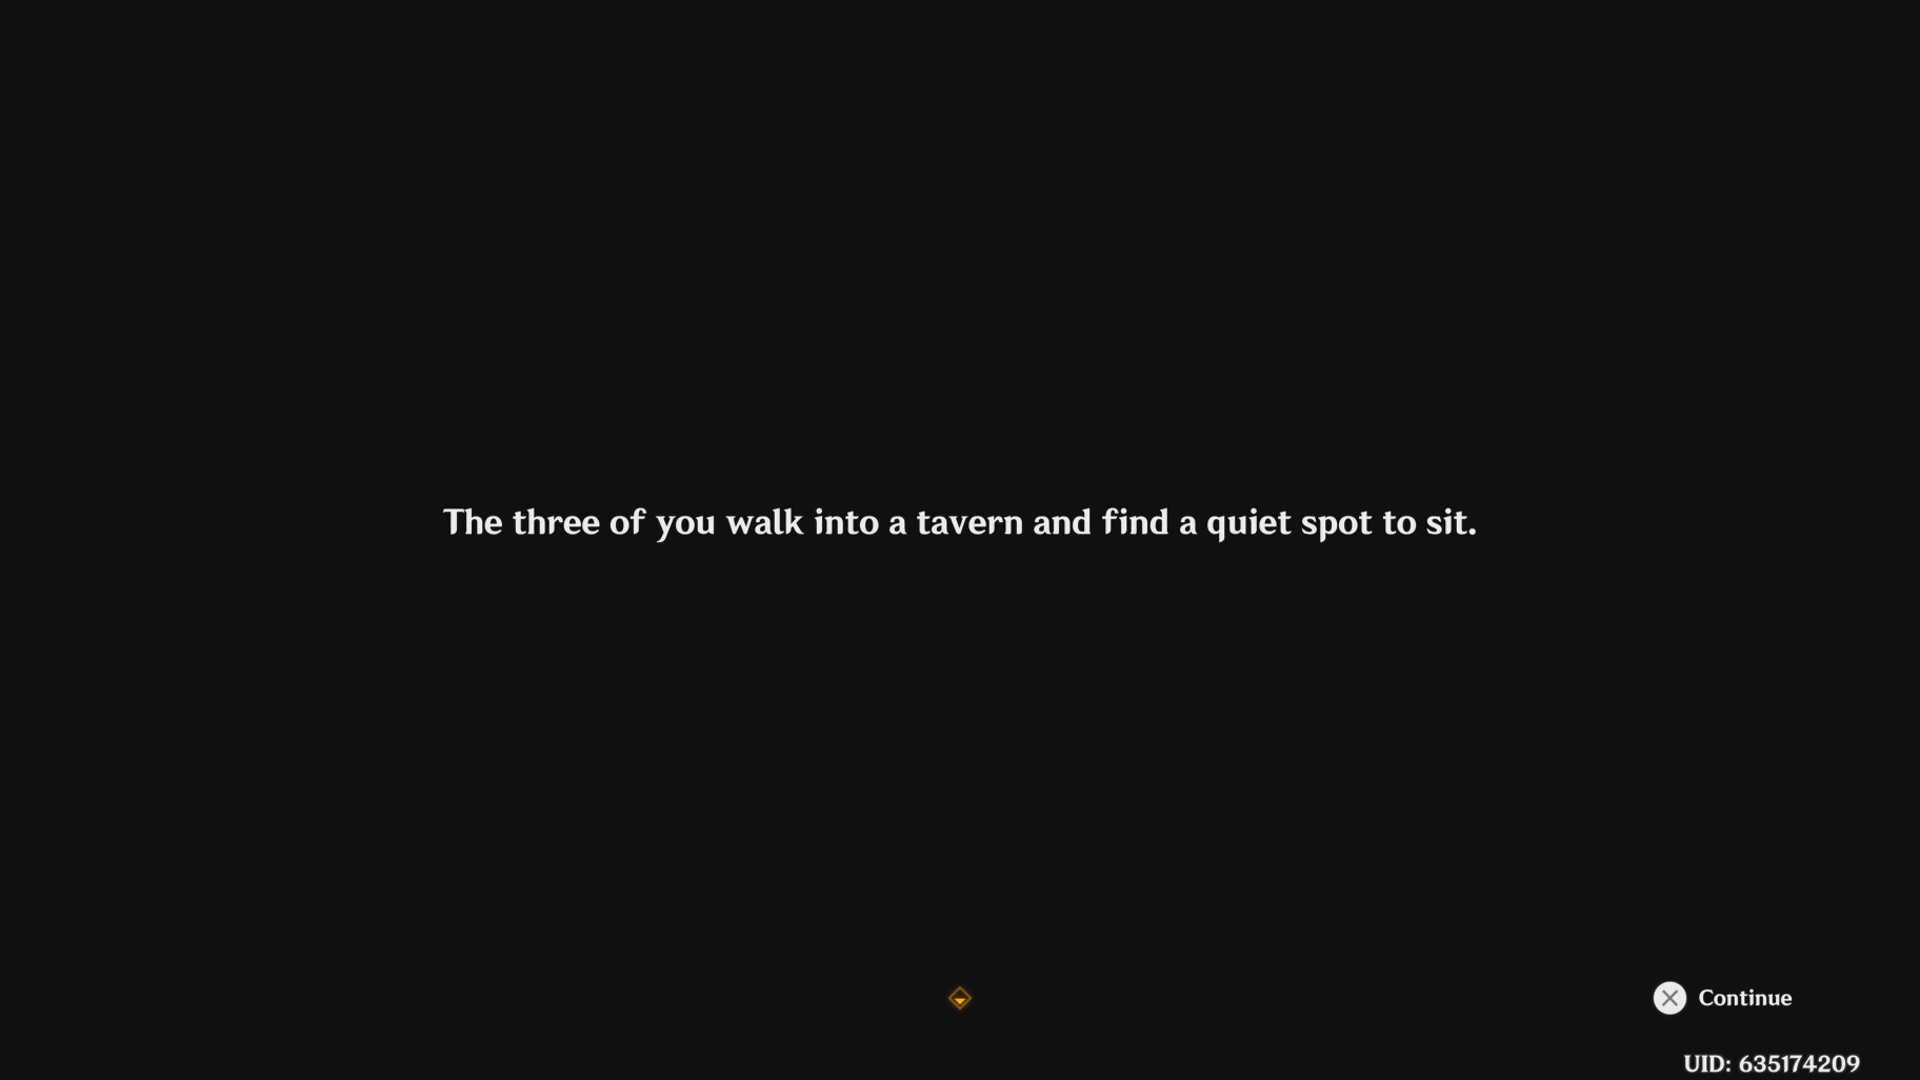 The three of you walk into a tavern and find a quiet spot to sit.
Continue
UID: 635174209